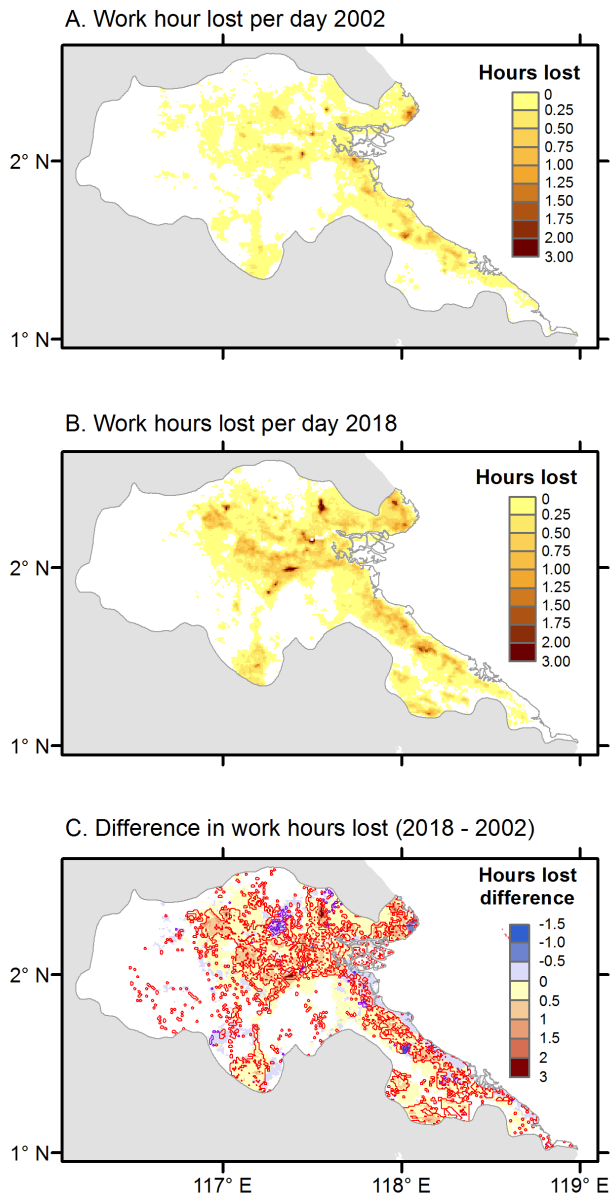 A. Work hour lost per day 2002
Hours lost
0
0.25
0.50
0.75
1.00
1.25
1.50
1.75
2.00
3.00
2° N
1° N
B. Work hours lost per day 2018
Hours lost
0
0.25
0.50
0.75
1.00
1.25
1.50
1.75
2.00
3.00
2° N
1° N
C. Difference in work hours lost (2018 - 2002)
Hours lost
difference
-1.5
-1.0
-0.5
0
0.5
1
1.5
2
3
2° N
1° N
117° E
118° E
119° E